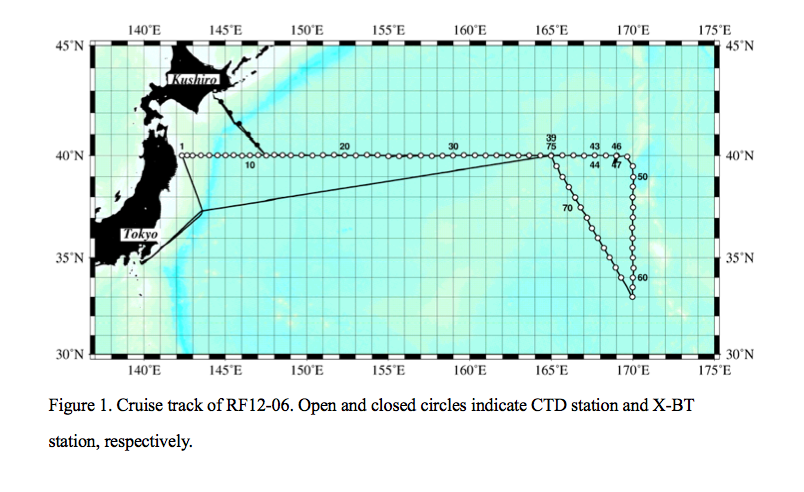 140°E 145°E 150°E 155°E 160°E 165°E 170°E 175°E
45°N 45°N
Kushiro
39
1 20 30 75 43 46
40°N 40°N
10 44 47
50
70
Tokyo
35°N 35°N
60
30°N 30°N
140°E 145°E 150°E 155°E 160°E 165°E 170°E 175°E
Figure 1. Cruise track of RF12-06. Open and closed circles indicate CTD station and X-BT
station, respectively.